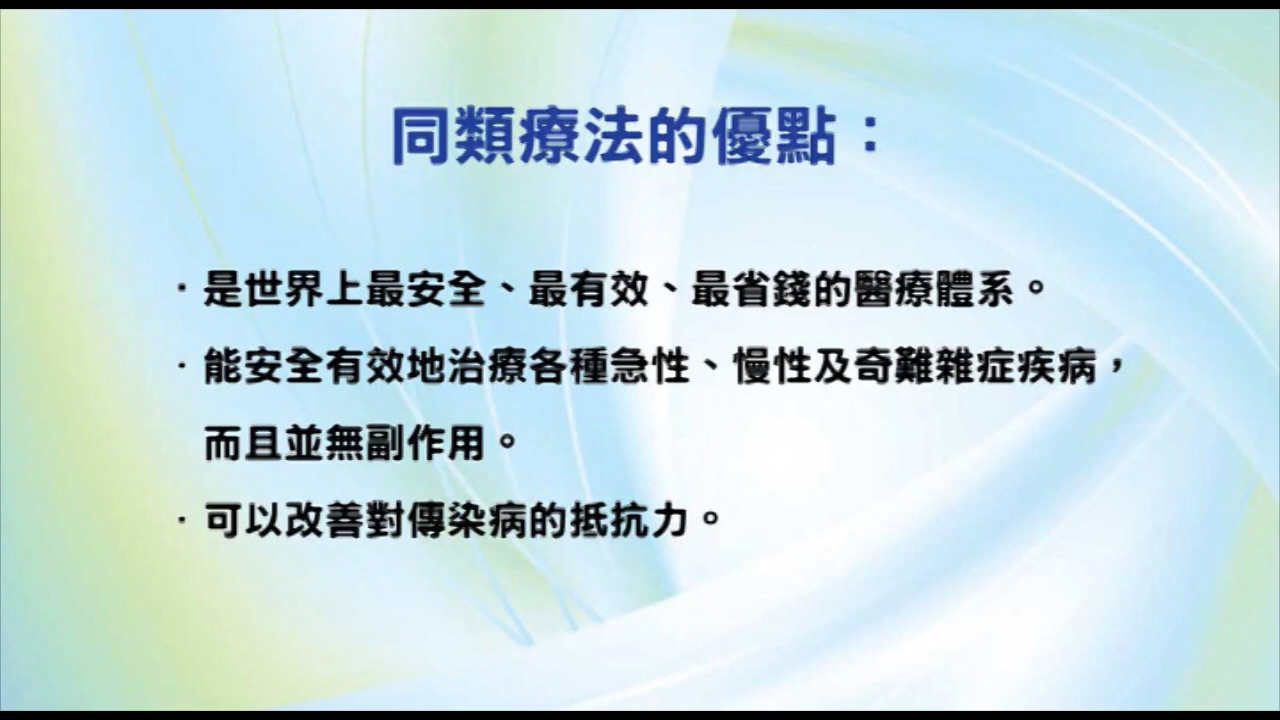 同類療法的優點：
·是世界上最安全、最有效、最省錢的醫療體系。
·能安全有效地治療各種急性、慢性及奇難雜症疾病，
而且並無副作用。
·可以改善對傳染病的抵抗力。